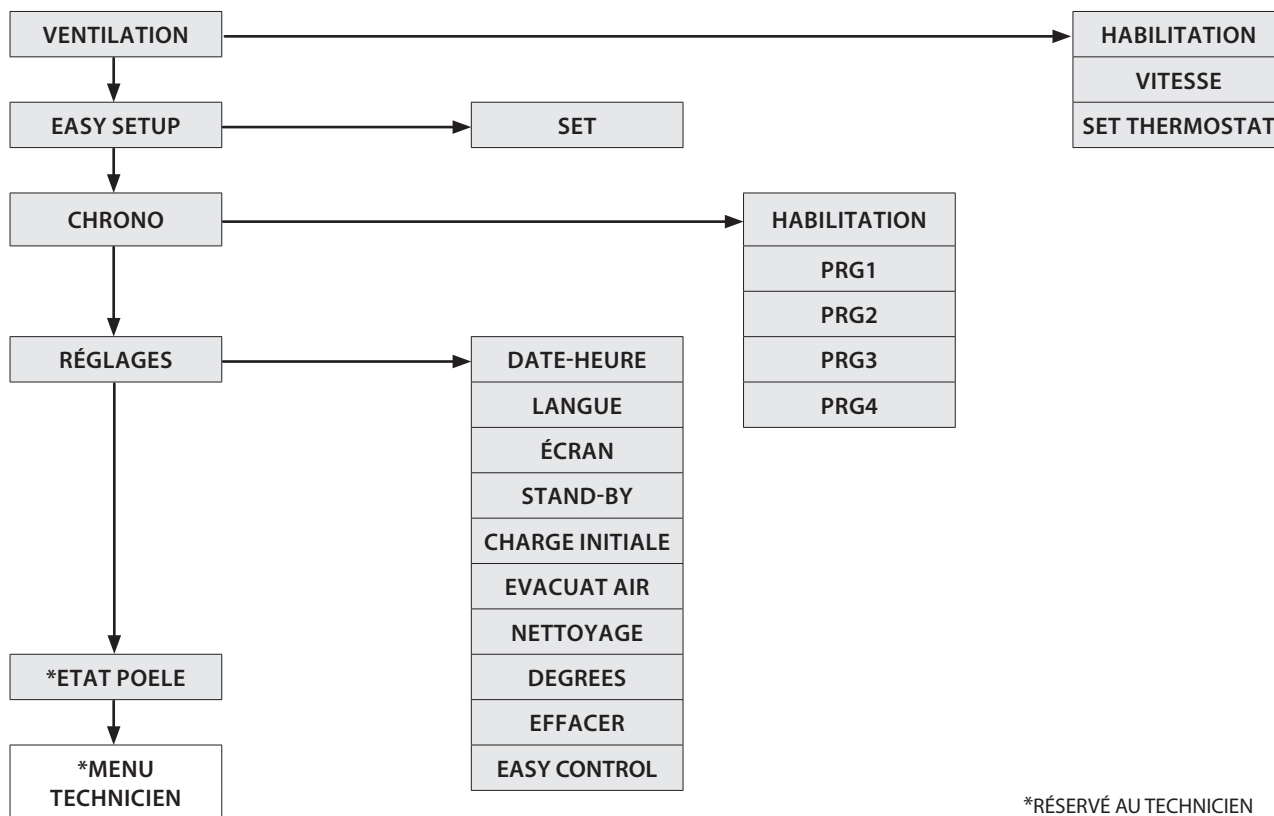 VENTILATION
HABILITATION
VITESSE
SET THERMOSTAT
EASY SETUP
SET
CHRONO
HABILITATION
PRG1
PRG2
PRG3
PRG4
RÉGLAGES
DATE-HEURE
LANGUE
ÉCRAN
STAND-BY
CHARGE INITIALE
EVACUAT AIR
NETTOYAGE
DEGREES
EFFACER
EASY CONTROL
*ETAT POELE
*MENU
TECHNICIEN
*RÉSERVÉ AU TECHNICIEN